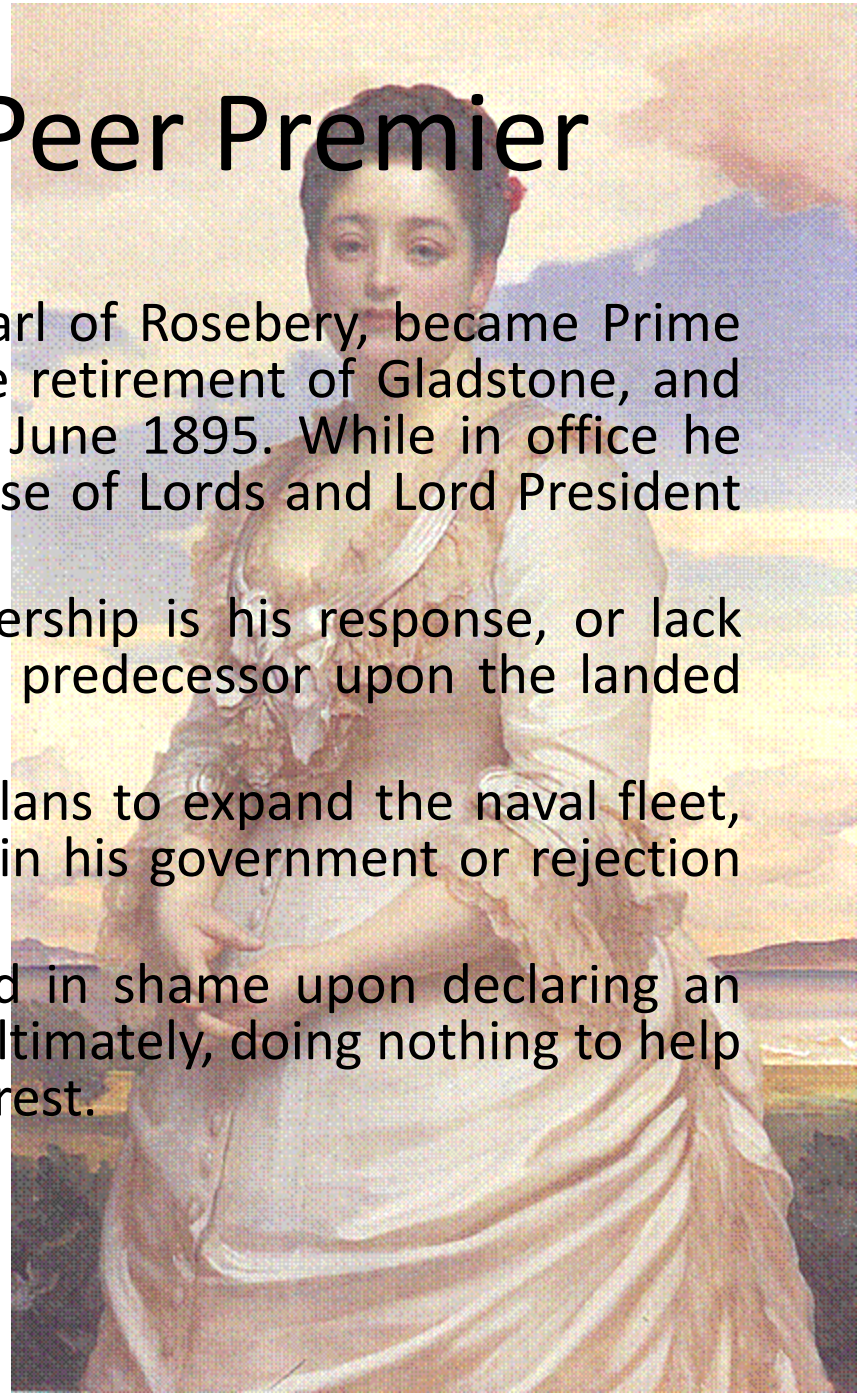 Peer Premier
arl of Rosebery, became Prime
e retirement of Gladstone, and
June 1895. While in office he
se of Lords and Lord President
ership is his response, or lack
predecessor upon the landed
lans to expand the naval fleet,
in his government or rejection
d in shame upon declaring an
ltimately, doing nothing to help
rest.